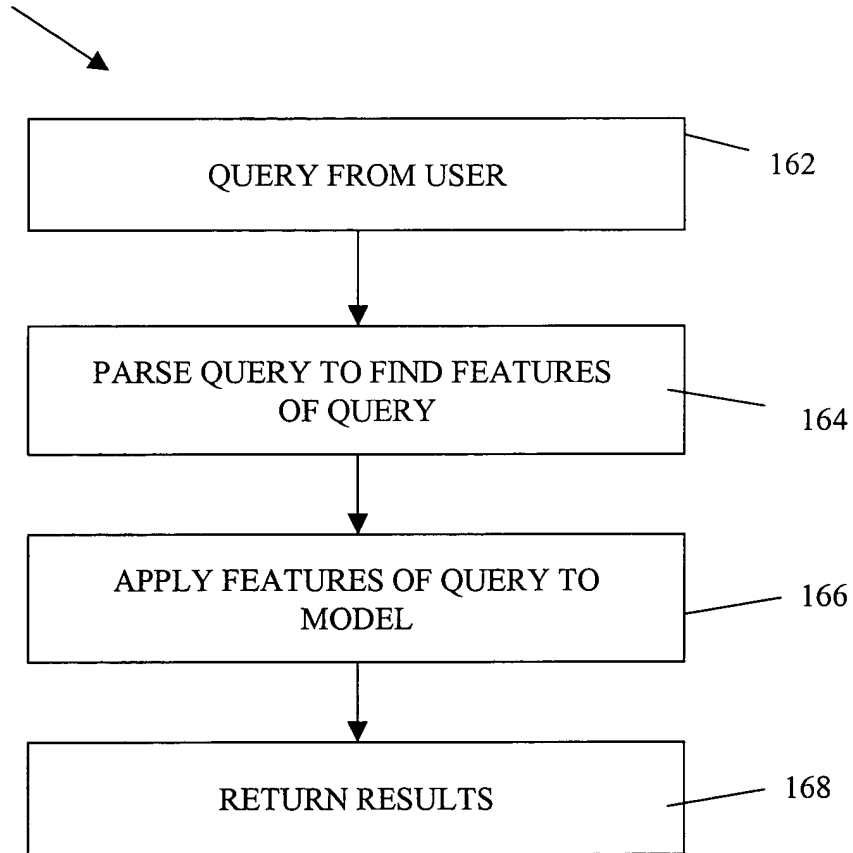 QUERY FROM USER
162
PARSE QUERY TO FIND FEATURES
OF QUERY
164
APPLY FEATURES OF QUERY TO
MODEL
166
RETURN RESULTS
168